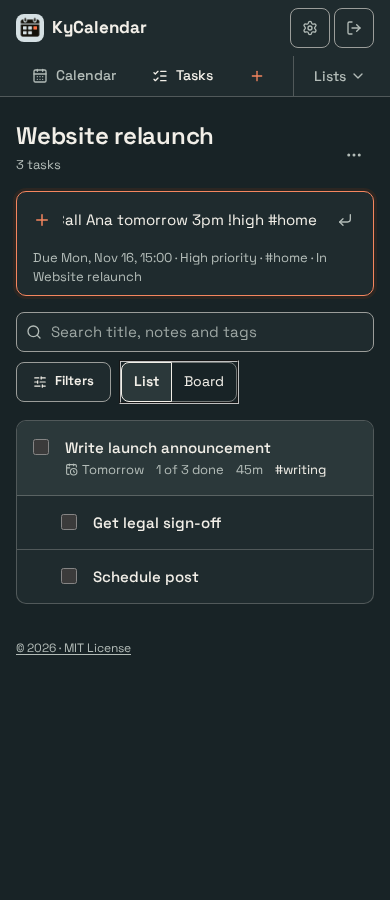 KyCalendar
Calendar Tasks + Lists
Website relaunch
3 tasks
all Ana tomorrow 3pm !high #home
Due Mon, Nov 16, 15:00 · High priority · #home · In
Website relaunch
Search title, notes and tags
Filters List Board
Write launch announcement
Tomorrow 1 of 3 done 45m #writing
Get legal sign-off
Schedule post
© 2026 · MIT License